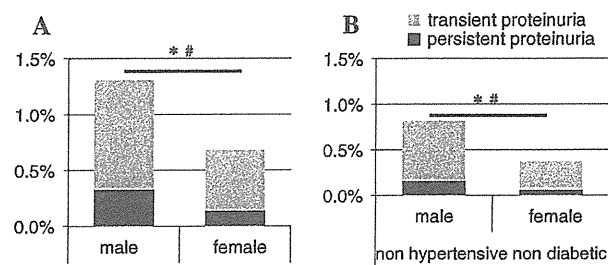 A
B
transient proteinuria
persistent proteinuria
1.5%
1.0%
0.5%
0.0%
* #
male female
1.5%
1.0%
0.5%
0.0%
* #
male female
non hypertensive non diabetic